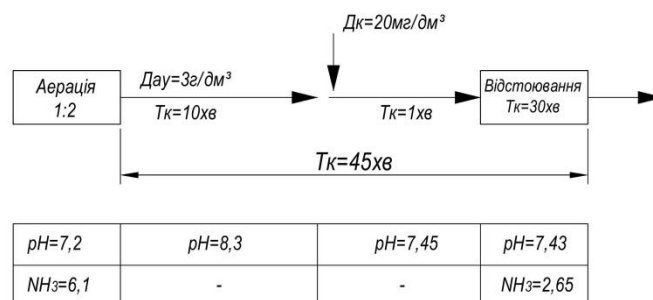 Дк=20мг/дм³
Аерація
1:2
Дау=3г/дм³
Тк=10хв
Тк=1хв
Відстоювання
Тк=30хв
Тк=45хв
рН=7,2 рН=8,3 рН=7,45 рН=7,43
NH₃=6,1 - - NH₃=2,65